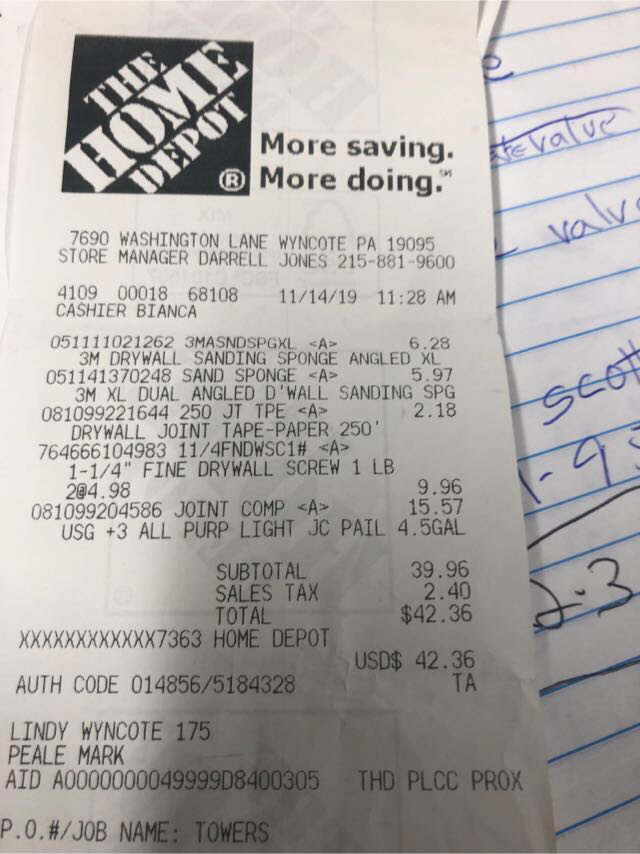 THE
HOME
DEPOT
®
More saving.
More doing.℠
7690 WASHINGTON LANE WYNCOTE PA 19095
STORE MANAGER DARRELL JONES 215-881-9600
4109 00018 68108 11/14/19 11:28 AM
CASHIER BIANCA
051111021262 3MASNDSPGXL <A> 6.28
3M DRYWALL SANDING SPONGE ANGLED XL
051141370248 SAND SPONGE <A> 5.97
3M XL DUAL ANGLED D'WALL SANDING SPG
081099221644 250 JT TPE <A> 2.18
DRYWALL JOINT TAPE-PAPER 250'
764666104983 11/4FNDWSC1# <A>
1-1/4" FINE DRYWALL SCREW 1 LB
2@4.98 9.96
081099204586 JOINT COMP <A> 15.57
USG +3 ALL PURP LIGHT JC PAIL 4.5GAL
SUBTOTAL 39.96
SALES TAX 2.40
TOTAL $42.36
XXXXXXXXXXXX7363 HOME DEPOT
USD$ 42.36
AUTH CODE 014856/5184328 TA
LINDY WYNCOTE 175
PEALE MARK
AID A0000000049999D8400305 THD PLCC PROX
P.O.#/JOB NAME: TOWERS
value
valv
scott